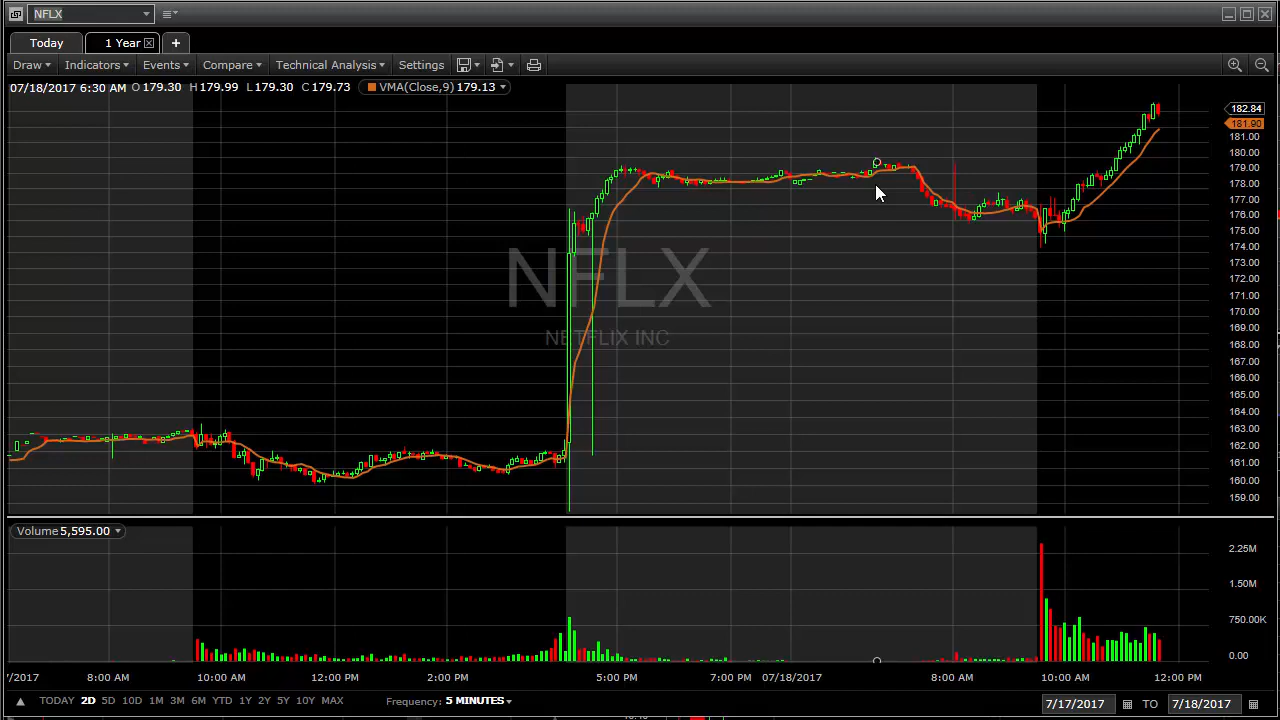 NFLX
Today 1 Year +
Draw Indicators Events Compare Technical Analysis Settings
07/18/2017 6:30 AM O 179.30 H 179.99 L 179.30 C 179.73 VMA(Close,9) 179.13
182.84
181.90
181.00
180.00
179.00
178.00
177.00
176.00
175.00
174.00
173.00
172.00
171.00
170.00
169.00
168.00
167.00
166.00
165.00
164.00
163.00
162.00
161.00
160.00
159.00
NFLX
NETFLIX INC
Volume 5,595.00
2.25M
1.50M
750.00K
0.00
/2017 8:00 AM 10:00 AM 12:00 PM 2:00 PM 5:00 PM 7:00 PM 07/18/2017 8:00 AM 10:00 AM 12:00 PM
TODAY 2D 5D 10D 1M 3M 6M YTD 1Y 2Y 5Y 10Y MAX Frequency: 5 MINUTES 7/17/2017 TO 7/18/2017